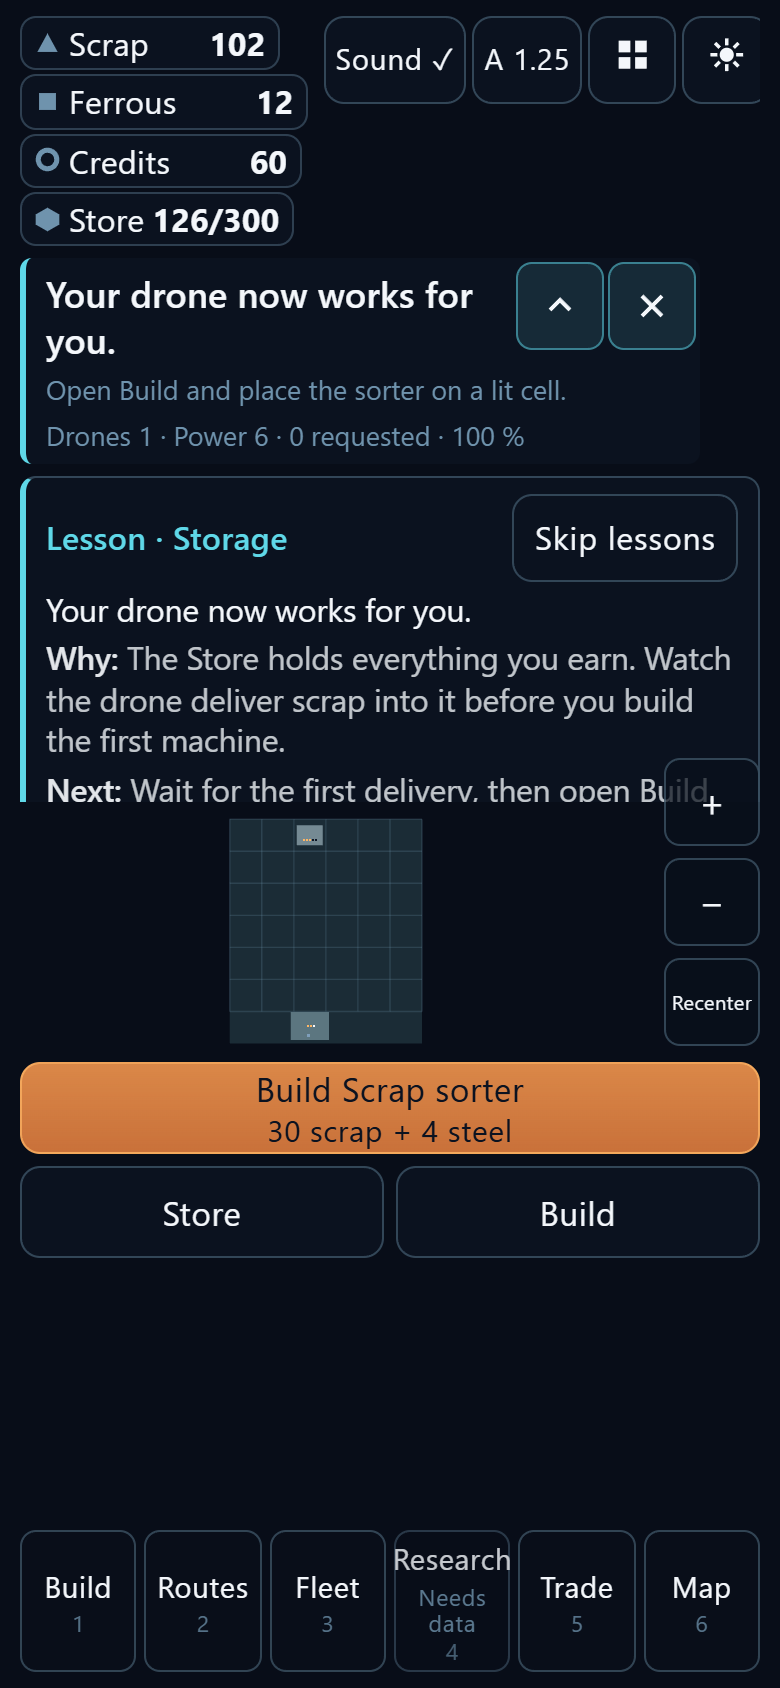 Scrap 102
Sound ✓
A 1.25
Ferrous 12
Credits 60
Store 126/300
Your drone now works for
you.
Open Build and place the sorter on a lit cell.
Drones 1 · Power 6 · 0 requested · 100 %
Lesson · Storage
Skip lessons
Your drone now works for you.
Why: The Store holds everything you earn. Watch
the drone deliver scrap into it before you build
the first machine.
Next: Wait for the first delivery, then open Build
+
−
Recenter
Build Scrap sorter
30 scrap + 4 steel
Store
Build
Build
1
Routes
2
Fleet
3
Research
Needs
data
4
Trade
5
Map
6